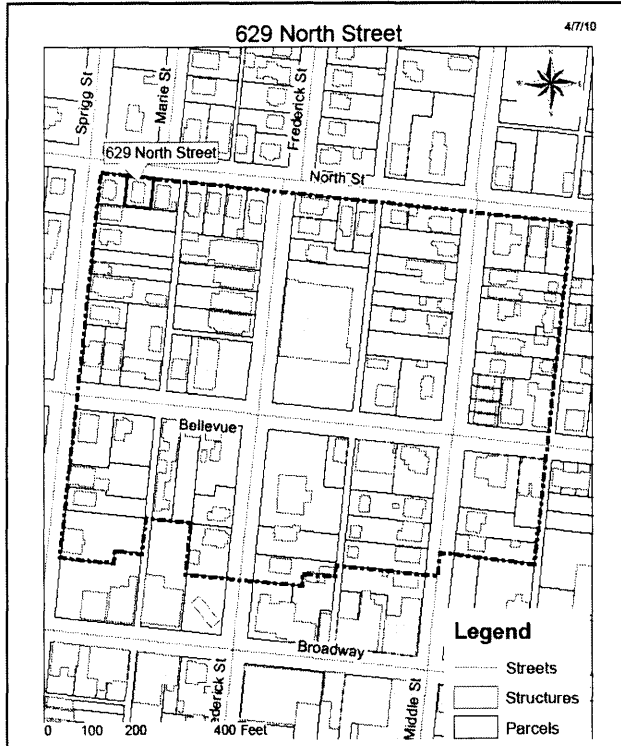 629 North Street
4/7/10
Sprigg St
Marie St
Frederick St
629 North Street
North St
Bellevue
Broadway
derick St
Middle St
Legend
Streets
Structures
Parcels
0 100 200 400 Feet